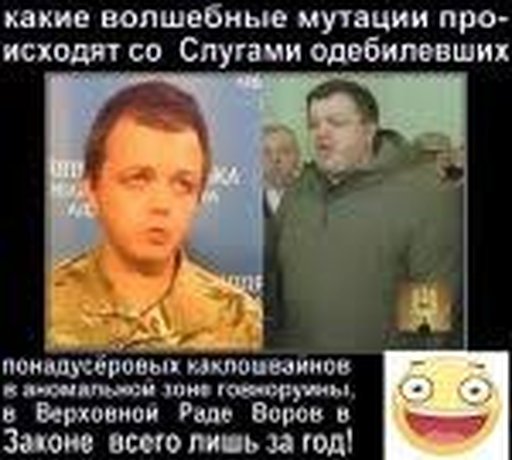 какие волшебные мутации про-
исходят со Слугами одебилевших
понадусёровых каклошвайнов
в аномальной зоне говноруины,
в Верховной Раде Воров в
Законе всего лишь за год!